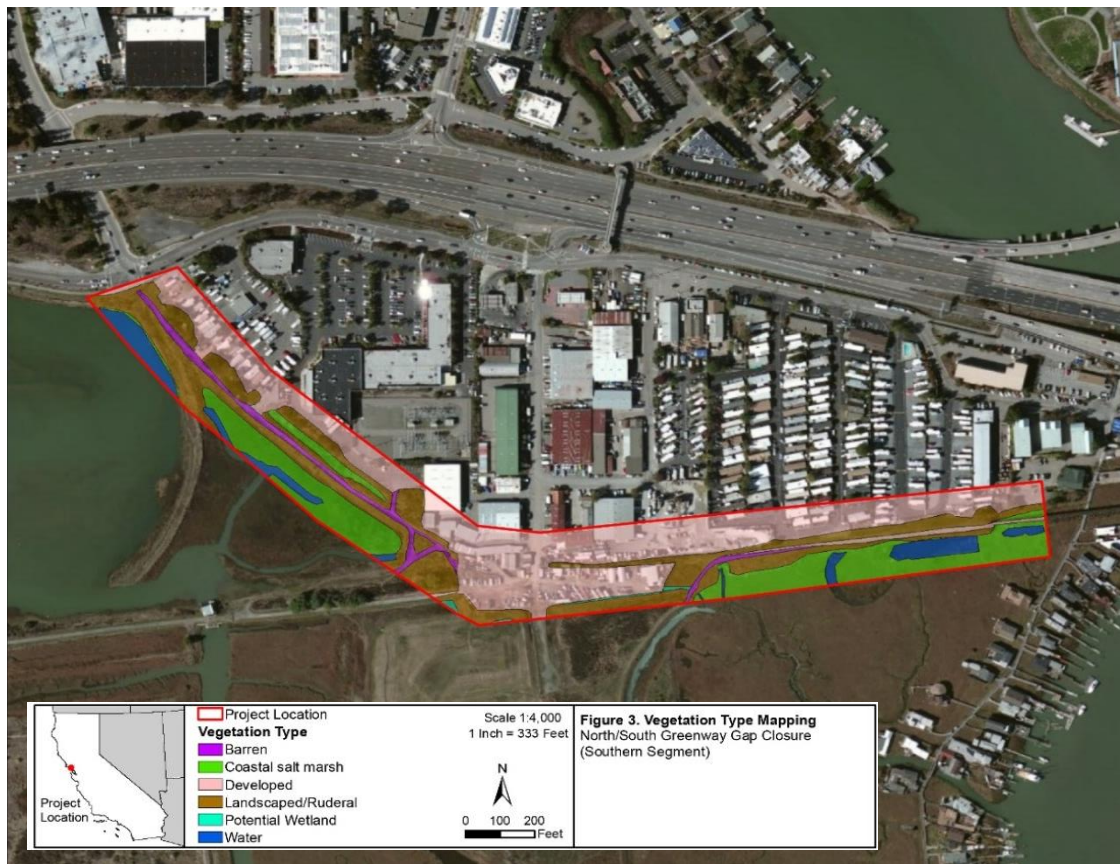 Project Location
Vegetation Type
Barren
Coastal salt marsh
Developed
Landscaped/Ruderal
Potential Wetland
Water
Project
Location
Scale 1:4,000
1 Inch = 333 Feet
N
0 100 200
Feet
Figure 3. Vegetation Type Mapping
North/South Greenway Gap Closure
(Southern Segment)